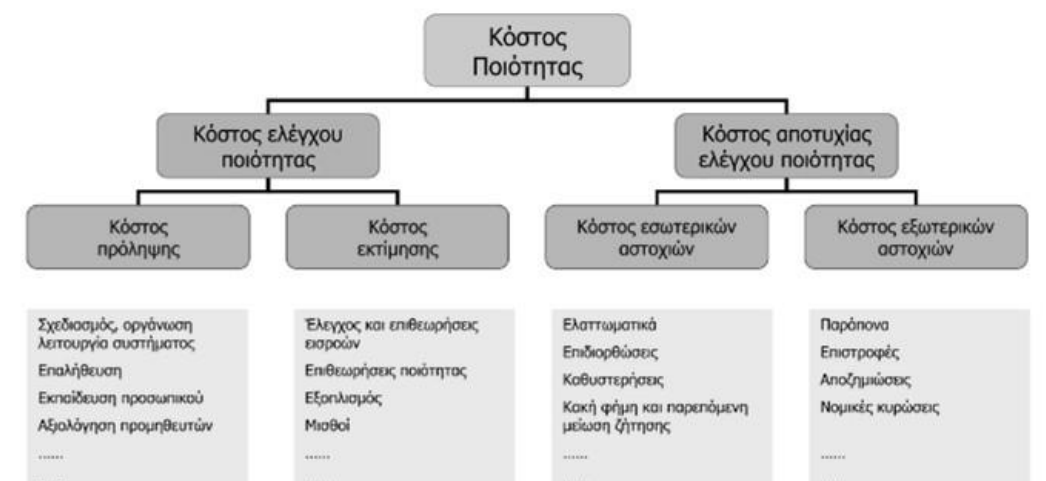 Κόστος
Ποιότητας
Κόστος ελέγχου
ποιότητας
Κόστος αποτυχίας
ελέγχου ποιότητας
Κόστος
πρόληψης
Κόστος
εκτίμησης
Κόστος εσωτερικών
αστοχιών
Κόστος εξωτερικών
αστοχιών
Σχεδιασμός, οργάνωση
λειτουργία συστήματος
Επαλήθευση
Εκπαίδευση προσωπικού
Αξιολόγηση προμηθευτών
......
Έλεγχος και επιθεωρήσεις
εισροών
Επιθεωρήσεις ποιότητας
Εξοπλισμός
Μισθοί
......
Ελαττωματικά
Επιδιορθώσεις
Καθυστερήσεις
Κακή φήμη και παρεπόμενη
μείωση ζήτησης
......
Παράπονα
Επιστροφές
Αποζημιώσεις
Νομικές κυρώσεις
......